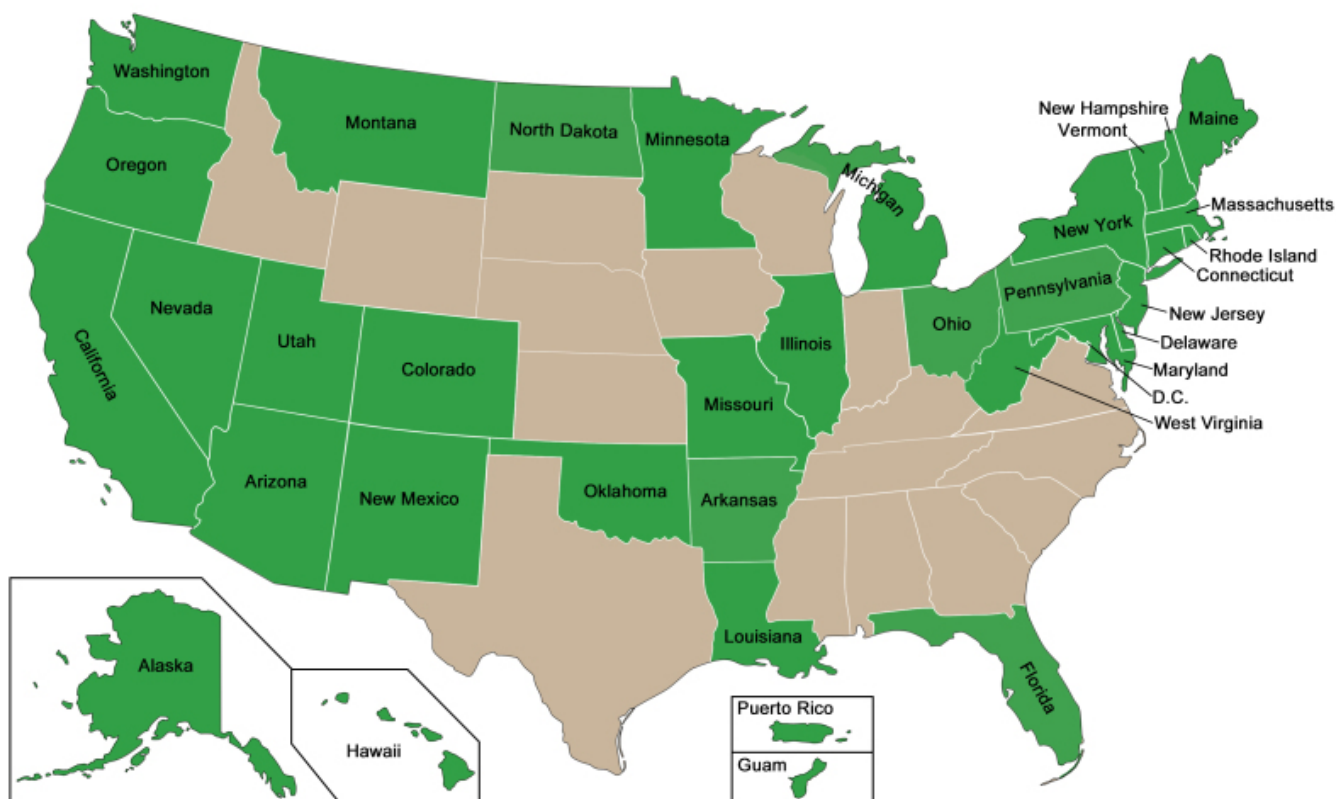 Washington
Montana
North Dakota
Minnesota
Oregon
Michigan
New Hampshire
Vermont
Maine
Massachusetts
New York
Rhode Island
Connecticut
Pennsylvania
New Jersey
Nevada
Utah
Colorado
California
Illinois
Ohio
Delaware
Maryland
D.C.
West Virginia
Missouri
Arizona
New Mexico
Oklahoma
Arkansas
Louisiana
Florida
Alaska
Hawaii
Puerto Rico
Guam